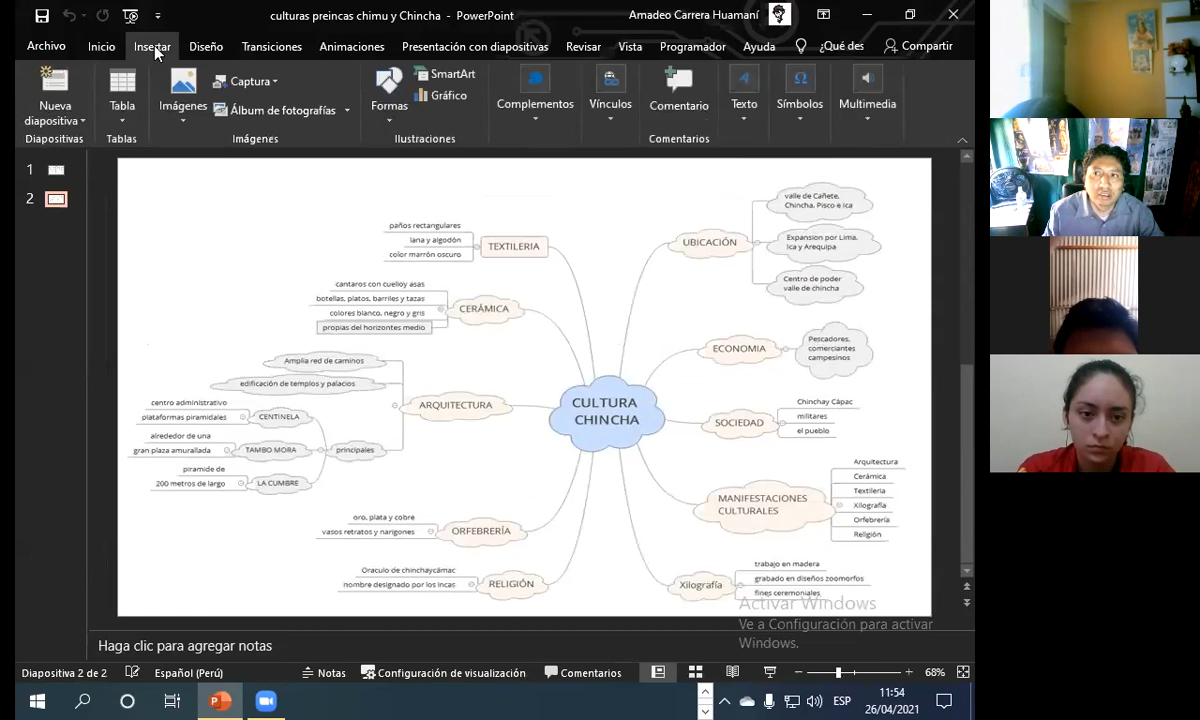 culturas preincas chimu y Chincha - PowerPoint
Amadeo Carrera Huamaní
Archivo
Inicio
Insertar
Diseño
Transiciones
Animaciones
Presentación con diapositivas
Revisar
Vista
Programador
Ayuda
¿Qué des
Compartir
Nueva
diapositiva
Tabla
Imágenes
Captura
Álbum de fotografías
Formas
SmartArt
Gráfico
Complementos
Vínculos
Comentario
Texto
Símbolos
Multimedia
Diapositivas
Tablas
Imágenes
Ilustraciones
Comentarios
1
2
paños rectangulares
lana y algodón
color marrón oscuro
TEXTILERIA
cantaros con cuelloy asas
botellas, platos, barriles y tazas
colores blanco, negro y gris
propias del horizontes medio
CERÁMICA
Amplia red de caminos
edificación de templos y palacios
ARQUITECTURA
centro administrativo
plataformas piramidales
CENTINELA
alrededor de una
gran plaza amurallada
TAMBO MORA
principales
piramide de
200 metros de largo
LA CUMBRE
oro, plata y cobre
vasos retratos y narigones
ORFEBRERÍA
Oraculo de chinchaycámac
nombre designado por los incas
RELIGIÓN
CULTURA
CHINCHA
UBICACIÓN
valle de Cañete,
Chincha, Pisco e ica
Expansion por Lima,
Ica y Arequipa
Centro de poder
valle de chincha
ECONOMIA
Pescadores,
comerciantes
campesinos
SOCIEDAD
Chinchay Cápac
militares
el pueblo
MANIFESTACIONES
CULTURALES
Arquitectura
Cerámica
Textileria
Xilografía
Orfebrería
Religión
Xilografía
trabajo en madera
grabado en diseños zoomorfos
fines ceremoniales
Activar Windows
Ve a Configuración para activar
Windows.
Haga clic para agregar notas
Diapositiva 2 de 2
Español (Perú)
Notas
Configuración de visualización
Comentarios
68%
ESP
11:54
26/04/2021